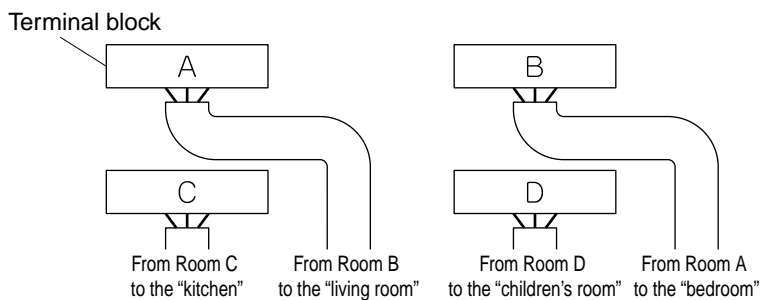 Terminal block
A
B
C
D
From Room C
to the “kitchen”
From Room B
to the “living room”
From Room D
to the “children’s room”
From Room A
to the “bedroom”